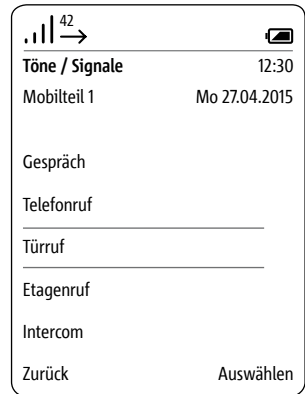 42
Töne / Signale 12:30
Mobilteil 1 Mo 27.04.2015
Gespräch
Telefonruf
Türruf
Etagenruf
Intercom
Zurück Auswählen